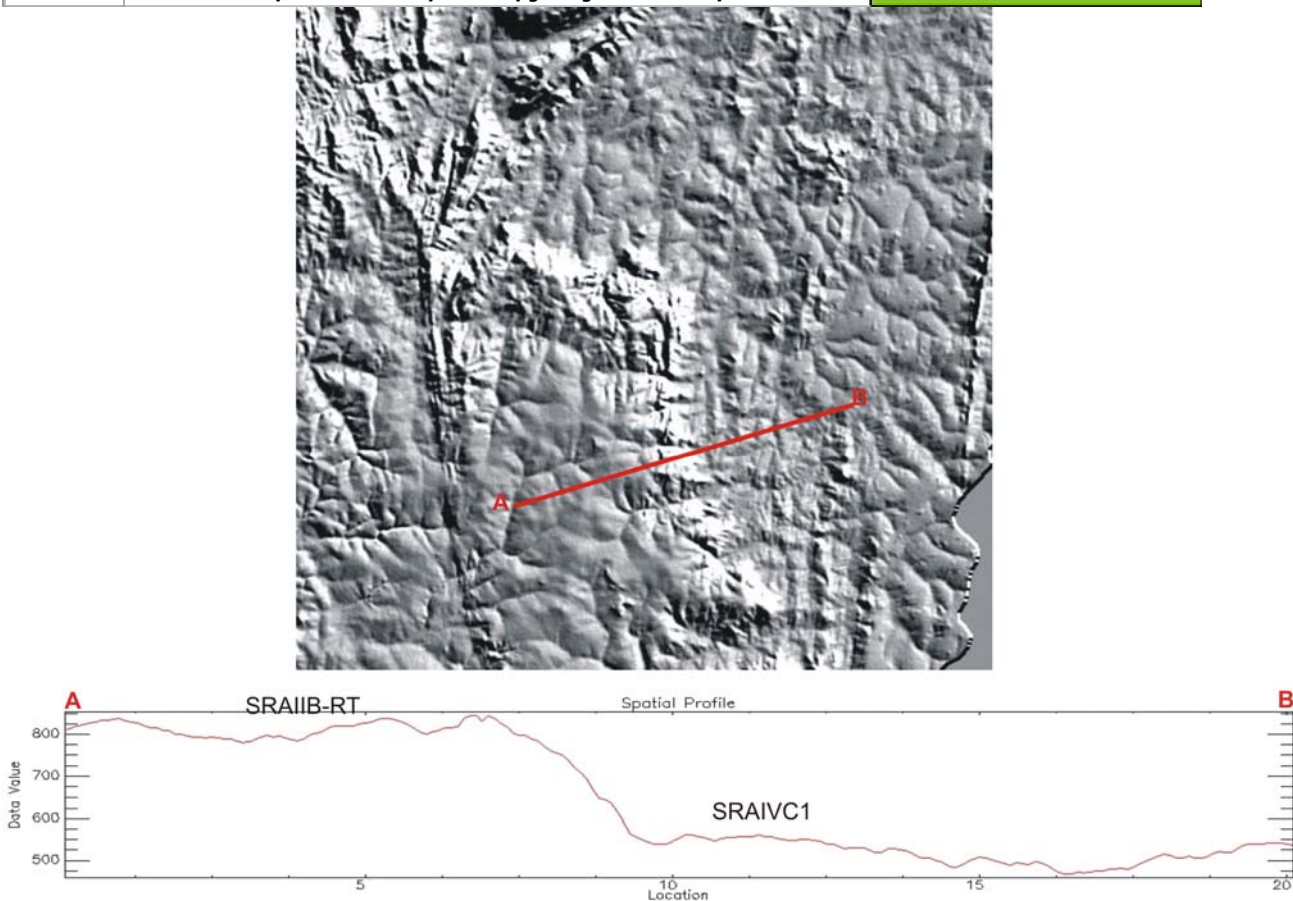 B
A
A
SRAIIB-RT
Spatial Profile
B
800
700
600
500
Data Value
SRAIVC1
5
10
15
20
Location